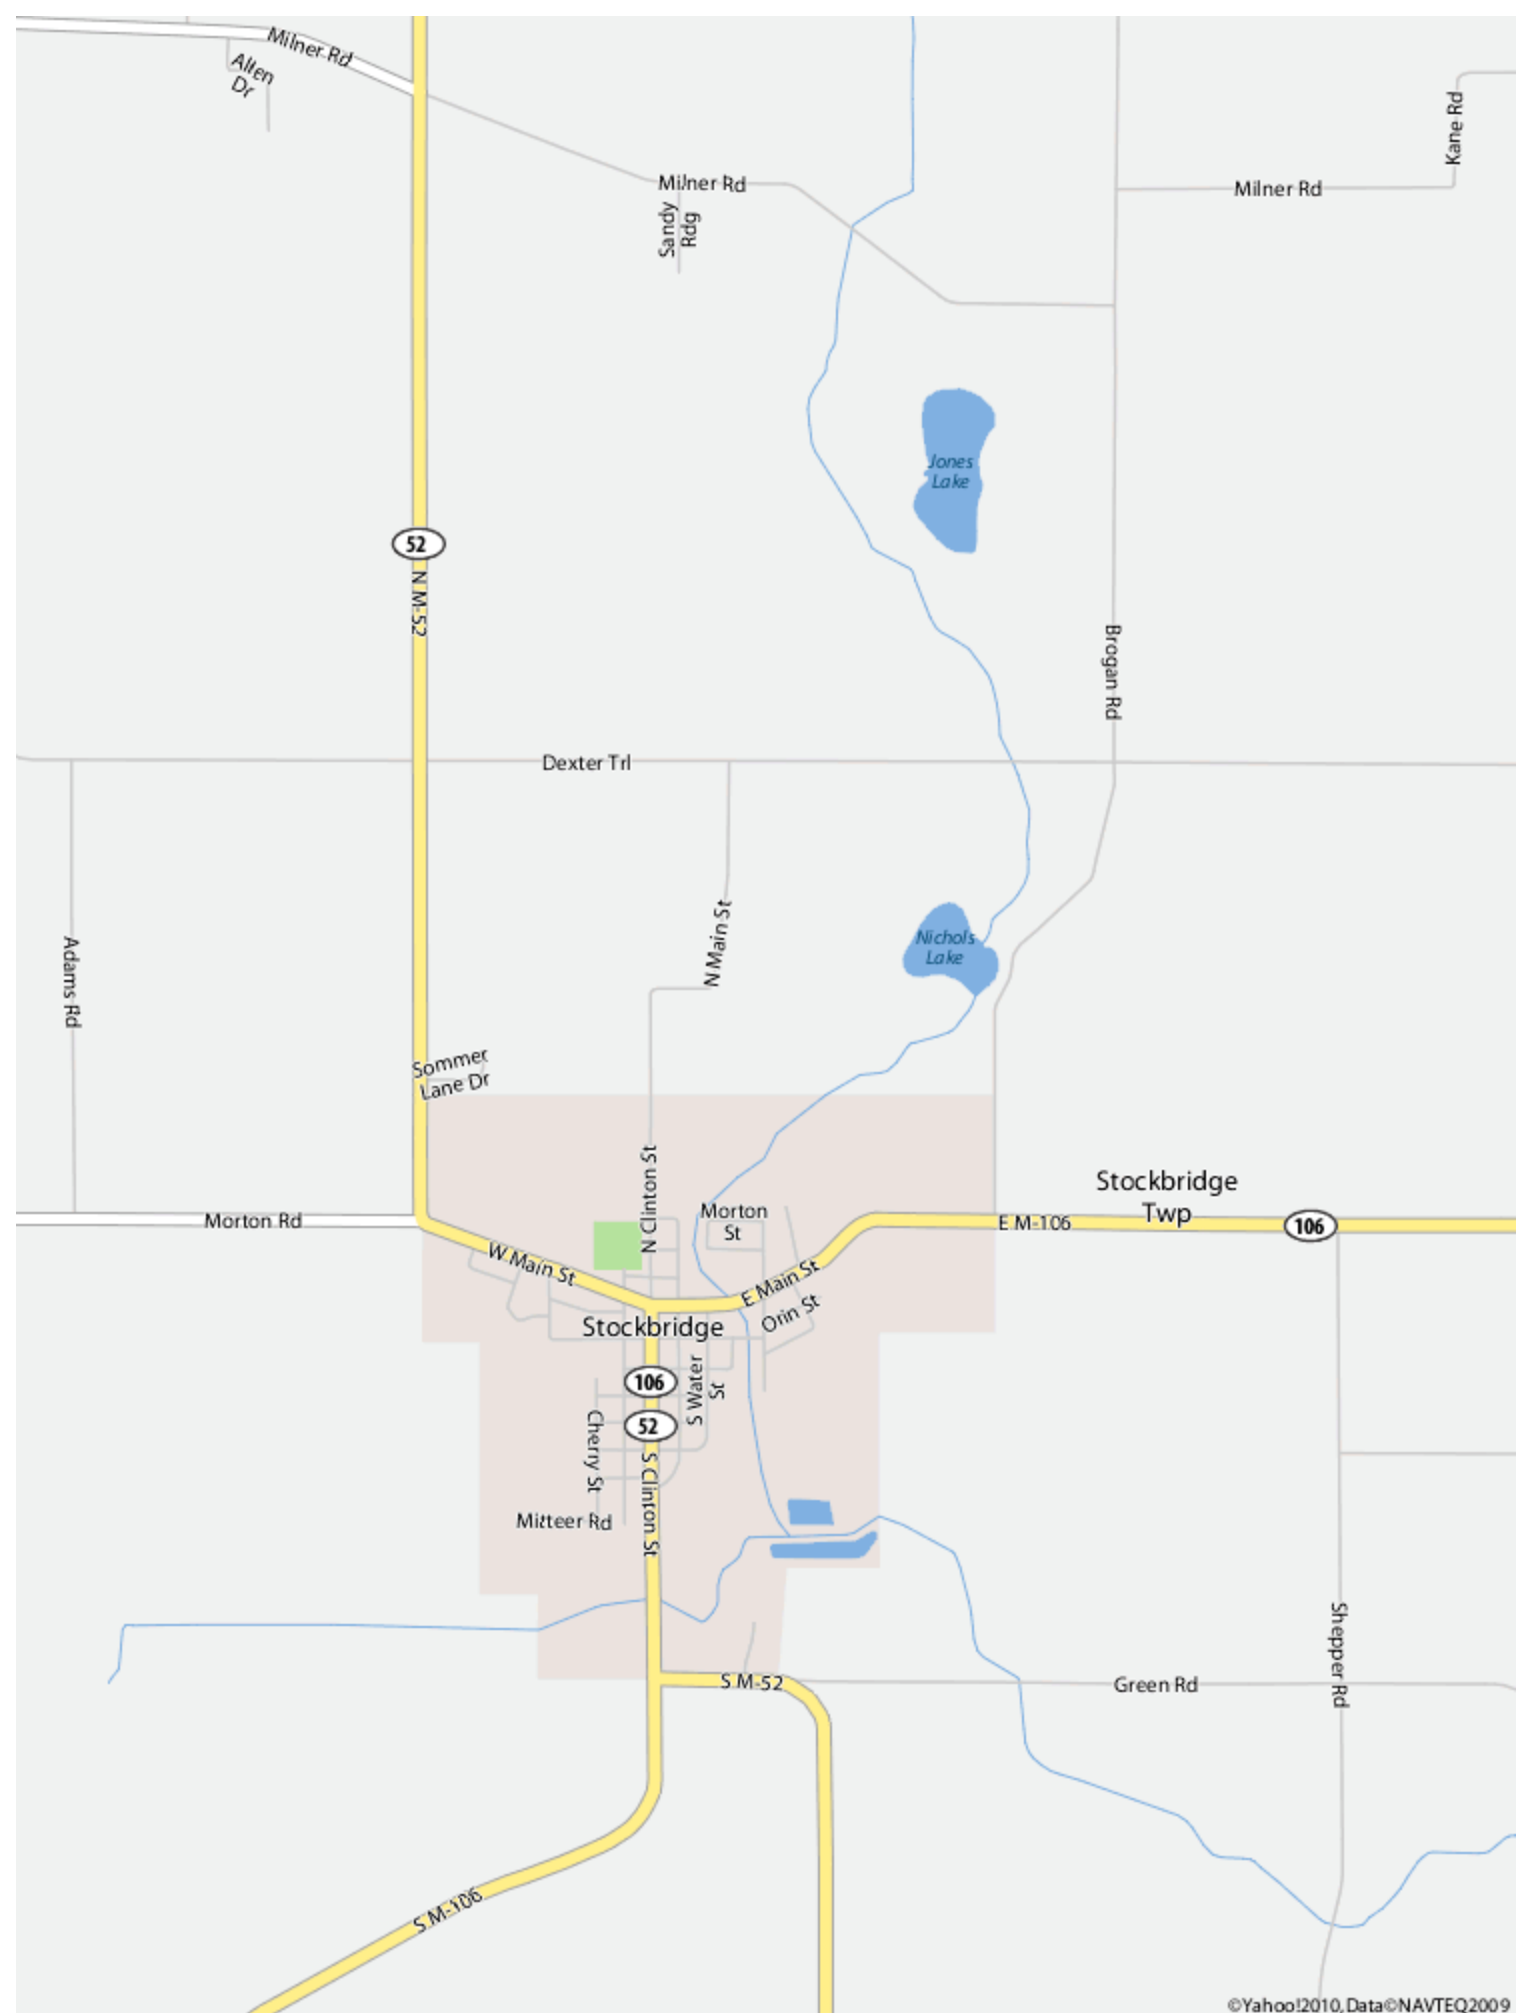 Milner Rd
Allen
Dr
Kane Rd
Milner Rd
Milner Rd
Sandy
Rdg
Jones
Lake
52
N M-52
Brogan Rd
Dexter Trl
N Main St
Nichols
Lake
Adams Rd
Sommer
Lane Dr
N Clinton St
Stockbridge
Twp
Morton Rd
Morton
St
E M-106
106
W Main St
E Main St
Orin St
Stockbridge
106
S Water
St
52
Cherry St
S Clinton St
Mitteer Rd
Shepper Rd
S M-52
Green Rd
S M-106
©Yahoo!2010, Data©NAVTEQ2009